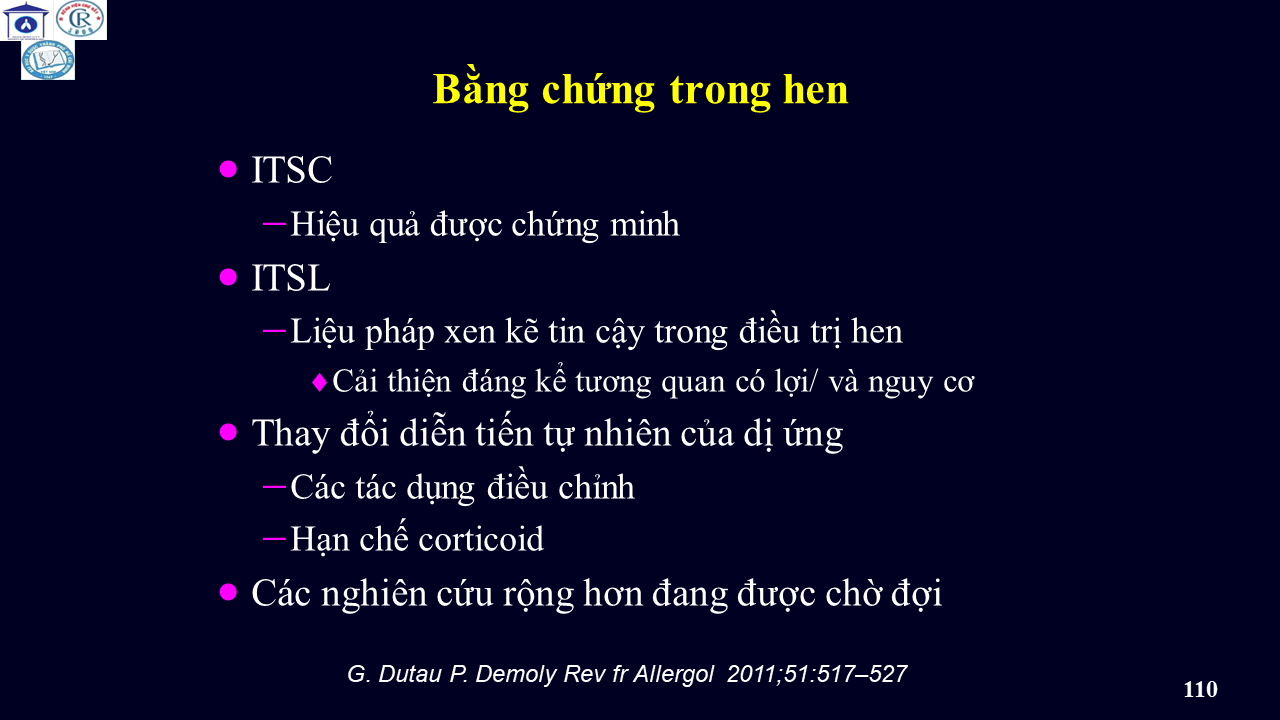 Bằng chứng trong hen
ITSC
Hiệu quả được chứng minh
ITSL
Liệu pháp xen kẽ tin cậy trong điều trị hen
Cải thiện đáng kể tương quan có lợi/ và nguy cơ
Thay đổi diễn tiến tự nhiên của dị ứng
Các tác dụng điều chỉnh
Hạn chế corticoid
Các nghiên cứu rộng hơn đang được chờ đợi
G. Dutau P. Demoly Rev fr Allergol 2011;51:517–527
110